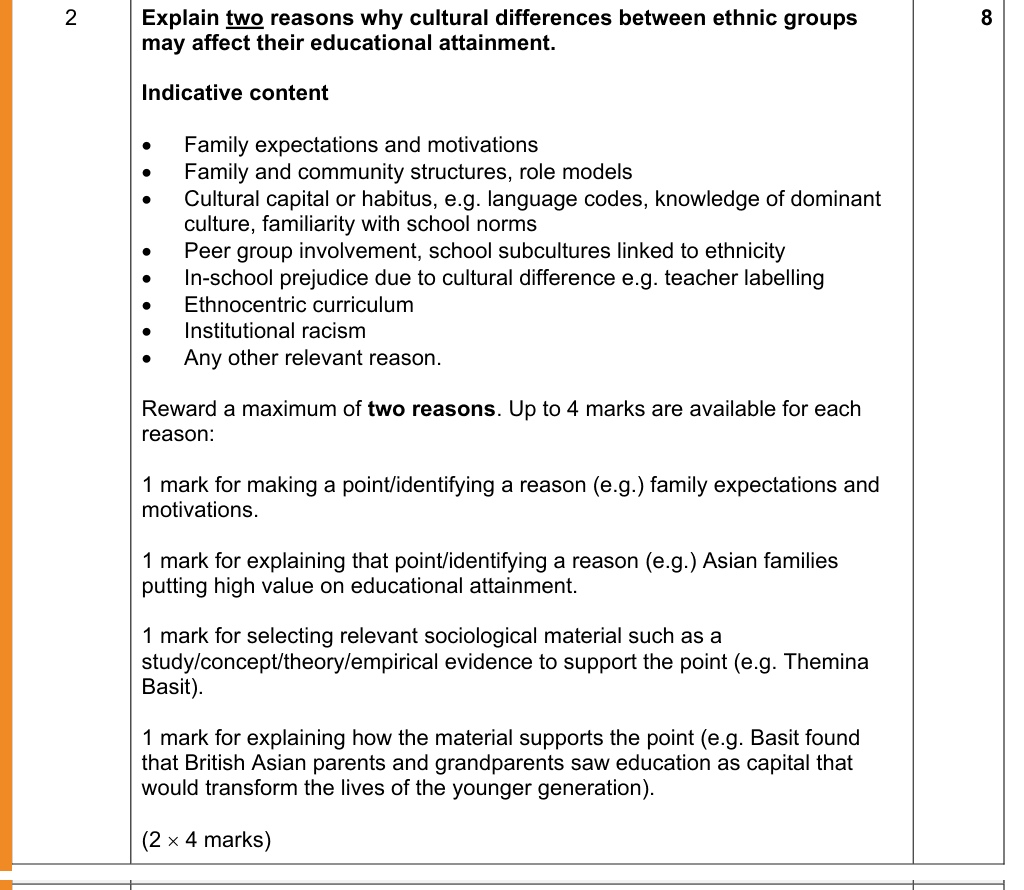 2 Explain two reasons why cultural differences between ethnic groups 8
may affect their educational attainment.
Indicative content
• Family expectations and motivations
• Family and community structures, role models
• Cultural capital or habitus, e.g. language codes, knowledge of dominant
culture, familiarity with school norms
• Peer group involvement, school subcultures linked to ethnicity
• In-school prejudice due to cultural difference e.g. teacher labelling
• Ethnocentric curriculum
• Institutional racism
• Any other relevant reason.
Reward a maximum of two reasons. Up to 4 marks are available for each
reason:
1 mark for making a point/identifying a reason (e.g.) family expectations and
motivations.
1 mark for explaining that point/identifying a reason (e.g.) Asian families
putting high value on educational attainment.
1 mark for selecting relevant sociological material such as a
study/concept/theory/empirical evidence to support the point (e.g. Themina
Basit).
1 mark for explaining how the material supports the point (e.g. Basit found
that British Asian parents and grandparents saw education as capital that
would transform the lives of the younger generation).
(2 × 4 marks)